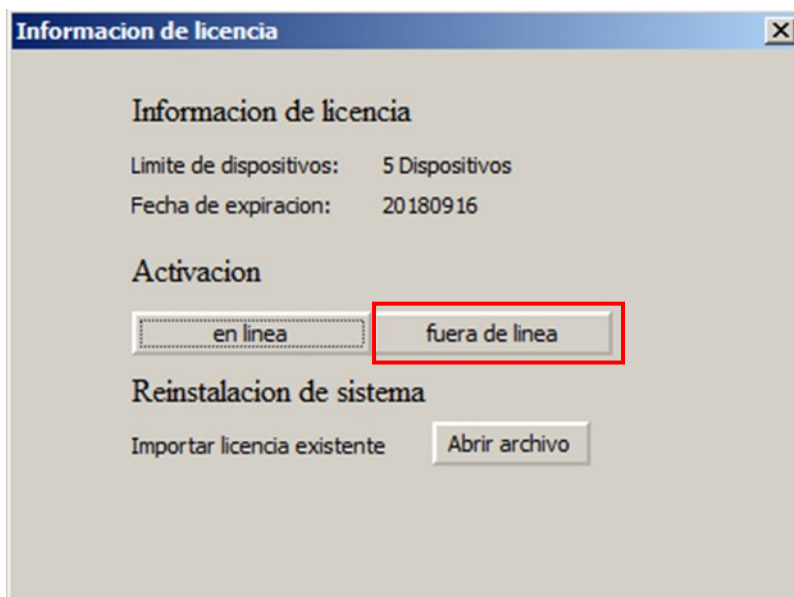 Informacion de licencia
Informacion de licencia
Limite de dispositivos: 5 Dispositivos
Fecha de expiracion: 20180916
Activacion
en linea fuera de linea
Reinstalacion de sistema
Importar licencia existente Abrir archivo